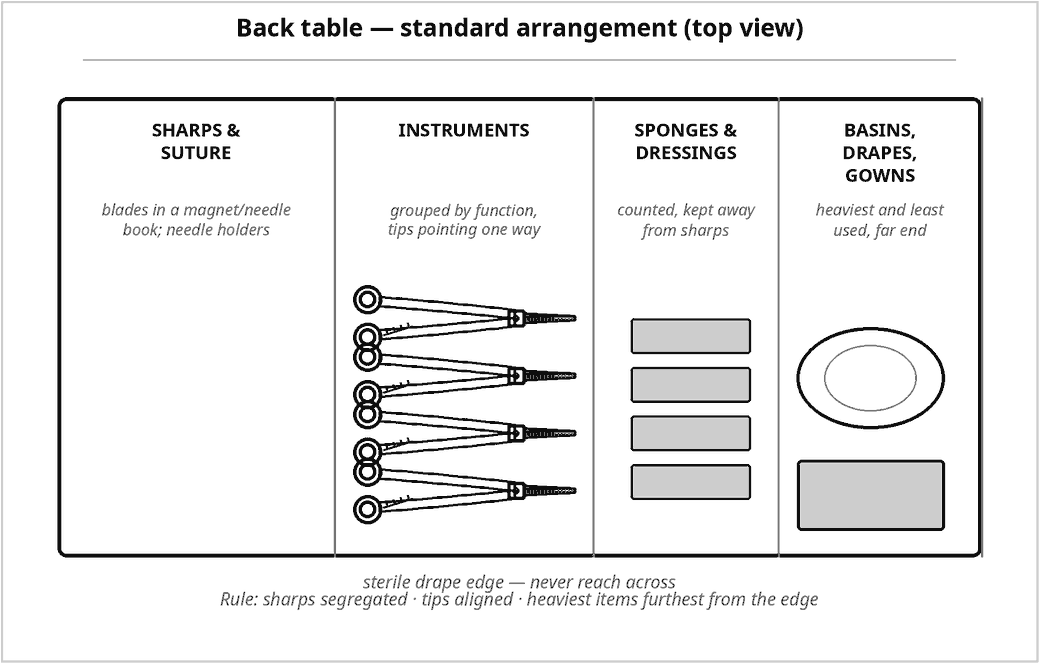 Back table — standard arrangement (top view)
SHARPS &
SUTURE
blades in a magnet/needle
book; needle holders
INSTRUMENTS
grouped by function,
tips pointing one way
SPONGES &
DRESSINGS
counted, kept away
from sharps
BASINS,
DRAPES,
GOWNS
heaviest and least
used, far end
sterile drape edge — never reach across
Rule: sharps segregated · tips aligned · heaviest items furthest from the edge